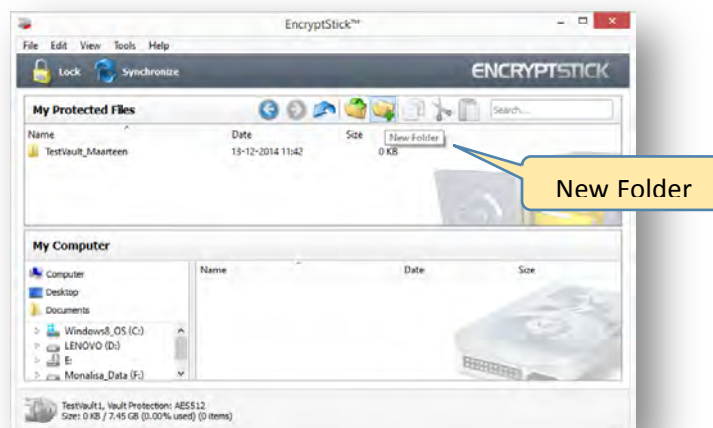 EncryptStick™
File Edit View Tools Help
Lock Synchronize ENCRYPTSTICK
My Protected Files Search...
Name Date Size New Folder
TestVault_Maarteen 13-12-2014 11:42 0 KB
New Folder
My Computer
Computer Name Date Size
Desktop
Documents
Windows8_OS (C:)
LENOVO (D:)
E:
Monalisa_Data (F:)
TestVault1, Vault Protection: AES512
Size: 0 KB / 7.45 GB (0.00% used) (0 items)